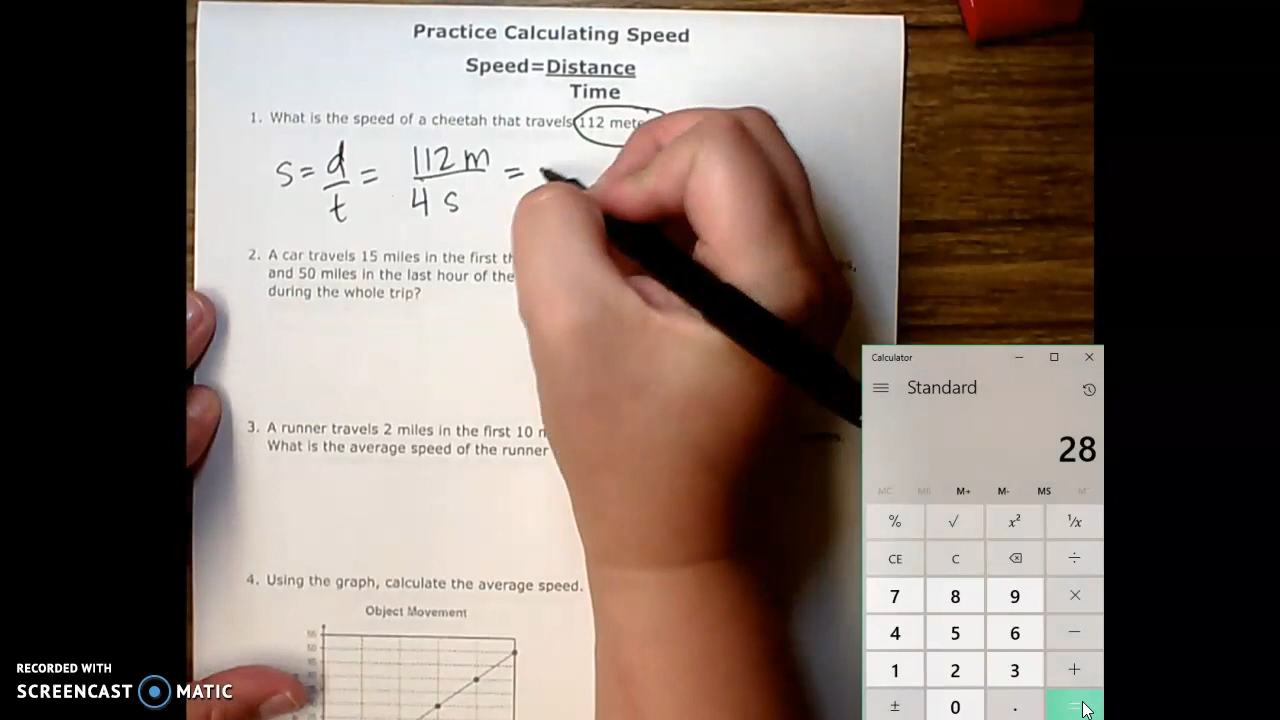 Practice Calculating Speed
Speed=Distance
Time
1. What is the speed of a cheetah that travels 112
s = d/t = 112 m / 4 s =
2. A car travels 15 miles in the first
and 50 miles in the last hour of the
during the whole trip?
3. A runner travels 2 miles in the first 10
What is the average speed of the runner
4. Using the graph, calculate the average speed.
Object Movement
55
50
Calculator
Standard
28
MC MR M+ M- MS M
% √ x² ¹/x
CE C ÷
7 8 9 ×
4 5 6 −
1 2 3 +
± 0 . =
RECORDED WITH
SCREENCAST MATIC